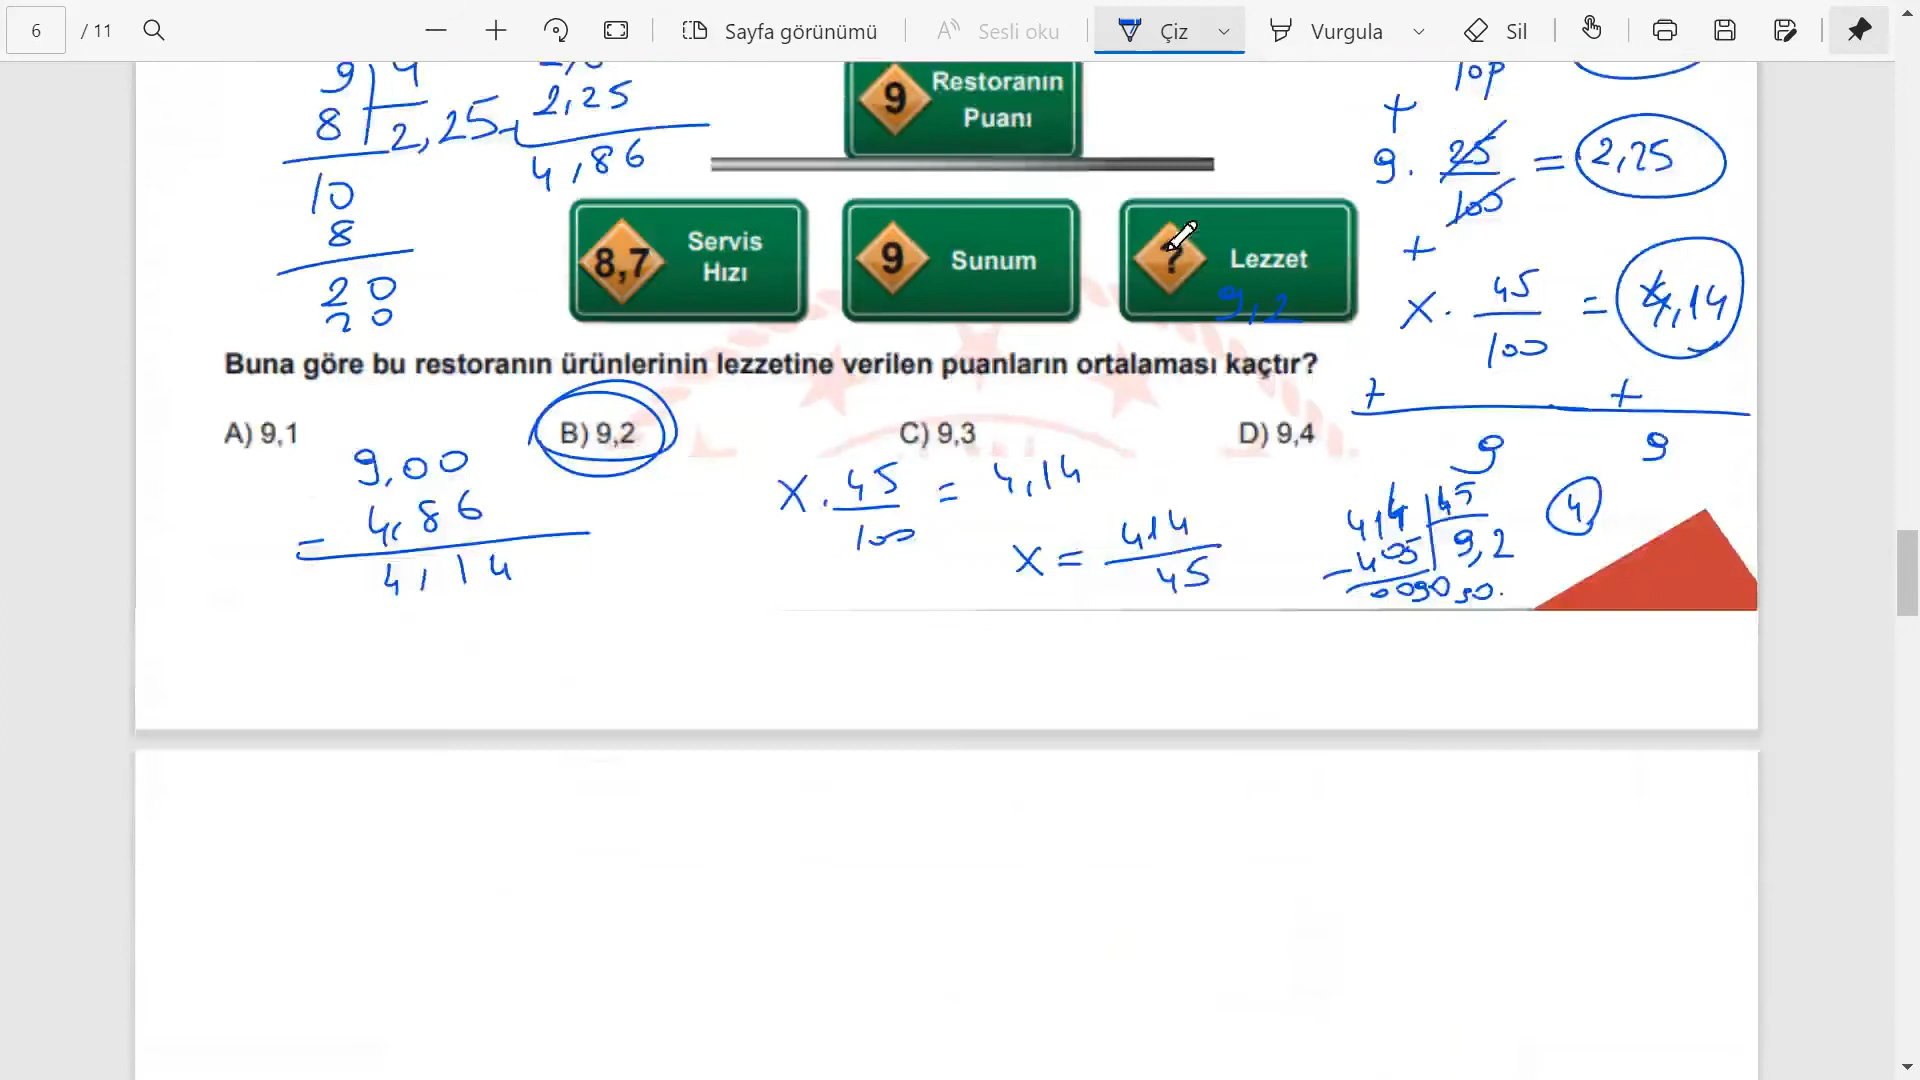 6 / 11 Sayfa görünümü Sesli oku Çiz Vurgula Sil
9 4
8 2,25
10
8
20
20
2,25
4,86
9 Restoranın
Puanı
8,7 Servis
Hızı
9 Sunum
? Lezzet
9,2
+
9 . 25/100 = 2,25
+
x . 45/100 = 4,14
+ +
9 9
Buna göre bu restoranın ürünlerinin lezzetine verilen puanların ortalaması kaçtır?
A) 9,1 B) 9,2 C) 9,3 D) 9,4
9,00
- 4,86
4,14
x . 45/100 = 4,14
x = 414/45
414 45
- 405 9,2
4